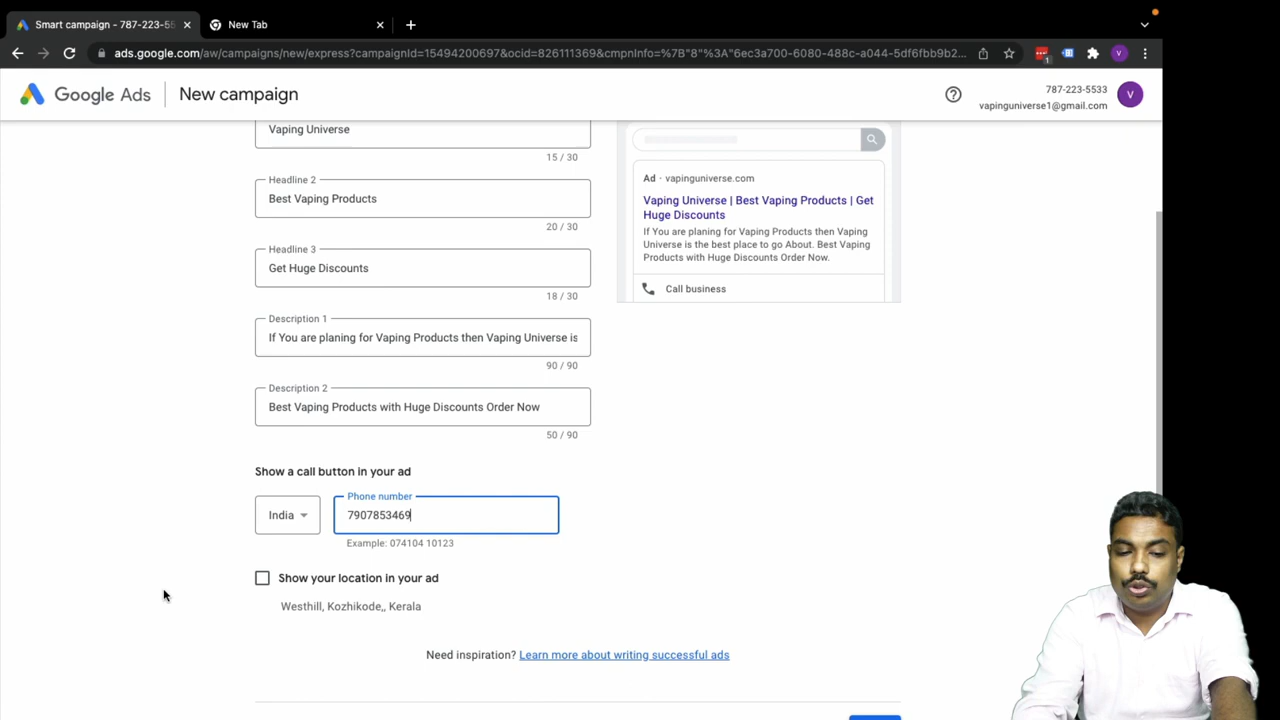 Smart campaign - 787-223-55
New Tab
ads.google.com/aw/campaigns/new/express?campaignId=15494200697&ocid=826111369&cmpnInfo=%7B"8"%3A"6ec3a700-6080-488c-a044-5df6fbb9b2...
1
V
Google Ads
New campaign
787-223-5533
vapinguniverse1@gmail.com
V
Vaping Universe
15 / 30
Headline 2
Best Vaping Products
20 / 30
Headline 3
Get Huge Discounts
18 / 30
Description 1
If You are planing for Vaping Products then Vaping Universe is
90 / 90
Description 2
Best Vaping Products with Huge Discounts Order Now
50 / 90
Ad · vapinguniverse.com
Vaping Universe | Best Vaping Products | Get
Huge Discounts
If You are planing for Vaping Products then Vaping
Universe is the best place to go About. Best Vaping
Products with Huge Discounts Order Now.
Call business
Show a call button in your ad
India
Phone number
7907853469
Example: 074104 10123
Show your location in your ad
Westhill, Kozhikode,, Kerala
Need inspiration? Learn more about writing successful ads